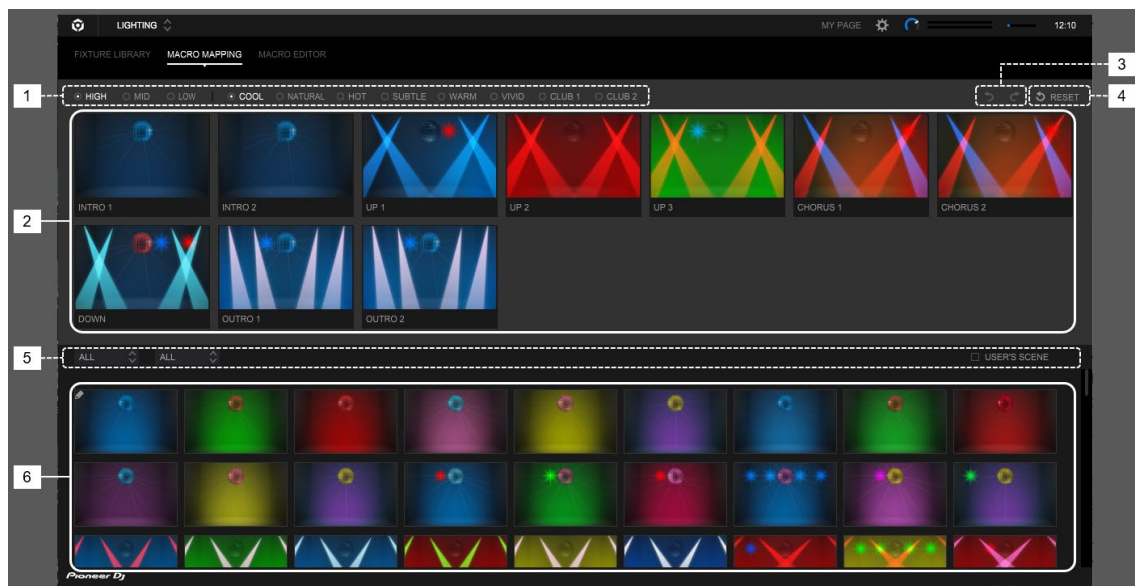 LIGHTING MY PAGE 12:10
FIXTURE LIBRARY MACRO MAPPING MACRO EDITOR
3
1 HIGH MID LOW COOL NATURAL HOT SUBTLE WARM VIVID CLUB 1 CLUB 2 RESET 4
INTRO 1 INTRO 2 UP 1 UP 2 UP 3 CHORUS 1 CHORUS 2
2
DOWN OUTRO 1 OUTRO 2
5 ALL ALL USER'S SCENE
6
Pioneer Dj